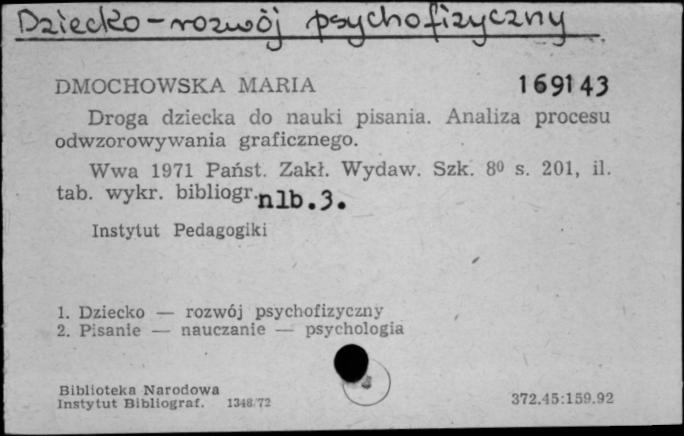 Dziecko - rozwój psychofizyczny
DMOCHOWSKA MARIA 169143
Droga dziecka do nauki pisania. Analiza procesu
odwzorowywania graficznego.
Wwa 1971 Państ. Zakł. Wydaw. Szk. 8⁰ s. 201, il.
tab. wykr. bibliogr. nlb. 3.
Instytut Pedagogiki
1. Dziecko — rozwój psychofizyczny
2. Pisanie — nauczanie — psychologia
Biblioteka Narodowa
Instytut Bibliograf. 1348/72
372.45:159.92